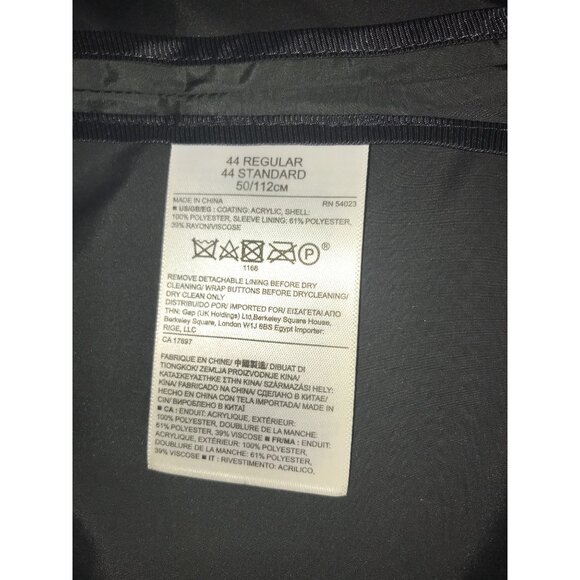 44 REGULAR
44 STANDARD
50/112CM
MADE IN CHINA RN 54023
■ US/GB/EG : COATING: ACRYLIC, SHELL:
100% POLYESTER, SLEEVE LINING: 61% POLYESTER,
39% RAYON/VISCOSE
P
1168
REMOVE DETACHABLE LINING BEFORE DRY
CLEANING/ WRAP BUTTONS BEFORE DRYCLEANING/
DRY CLEAN ONLY
DISTRIBUIDO POR/ IMPORTED FOR/ ΕΙΣΑΓΕΤΑΙ ΑΠΟ
ΤΗΝ: Gap (UK Holdings) Ltd,Berkeley Square House,
Berkeley Square, London W1J 6BS Egypt Importer:
RIGE, LLC
CA 17897
FABRIQUE EN CHINE/ 中國製造/ DIBUAT DI
TIONGKOK/ ZEMLJA PROIZVODNJE KINA/
ΚΑΤΑΣΚΕΥΑΣΤΗΚΕ ΣΤΗΝ ΚΙΝΑ/ SZÁRMAZÁSI HELY:
KÍNA/ FABRICADO NA CHINA/ СДЕЛАНО В КИТАЕ/
HECHO EN CHINA CON TELA IMPORTADA/ MADE IN
CIN/ ВИРОБЛЕНО В КИТАЇ
■ CA : ENDUIT: ACRYLIQUE, EXTÉRIEUR:
100% POLYESTER, DOUBLURE DE LA MANCHE:
61% POLYESTER, 39% VISCOSE ■ FR/MA : ENDUIT:
ACRYLIQUE, EXTÉRIEUR: 100% POLYESTER,
DOUBLURE DE LA MANCHE: 61% POLYESTER,
39% VISCOSE ■ IT : RIVESTIMENTO: ACRILICO,